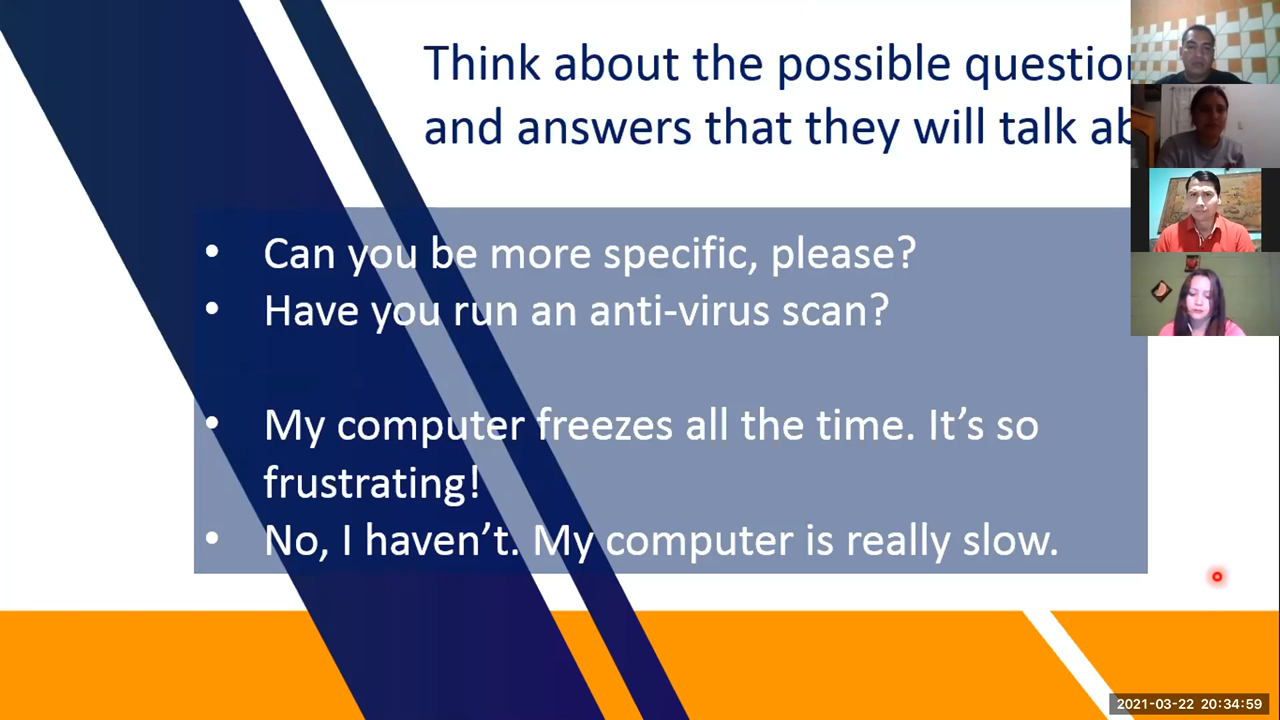 Think about the possible
and answers that they will talk
• Can you be more specific, please?
• Have you run an anti-virus scan?
• My computer freezes all the time. It’s so
frustrating!
• No, I haven’t. My computer is really slow.
2021-03-22 20:34:59